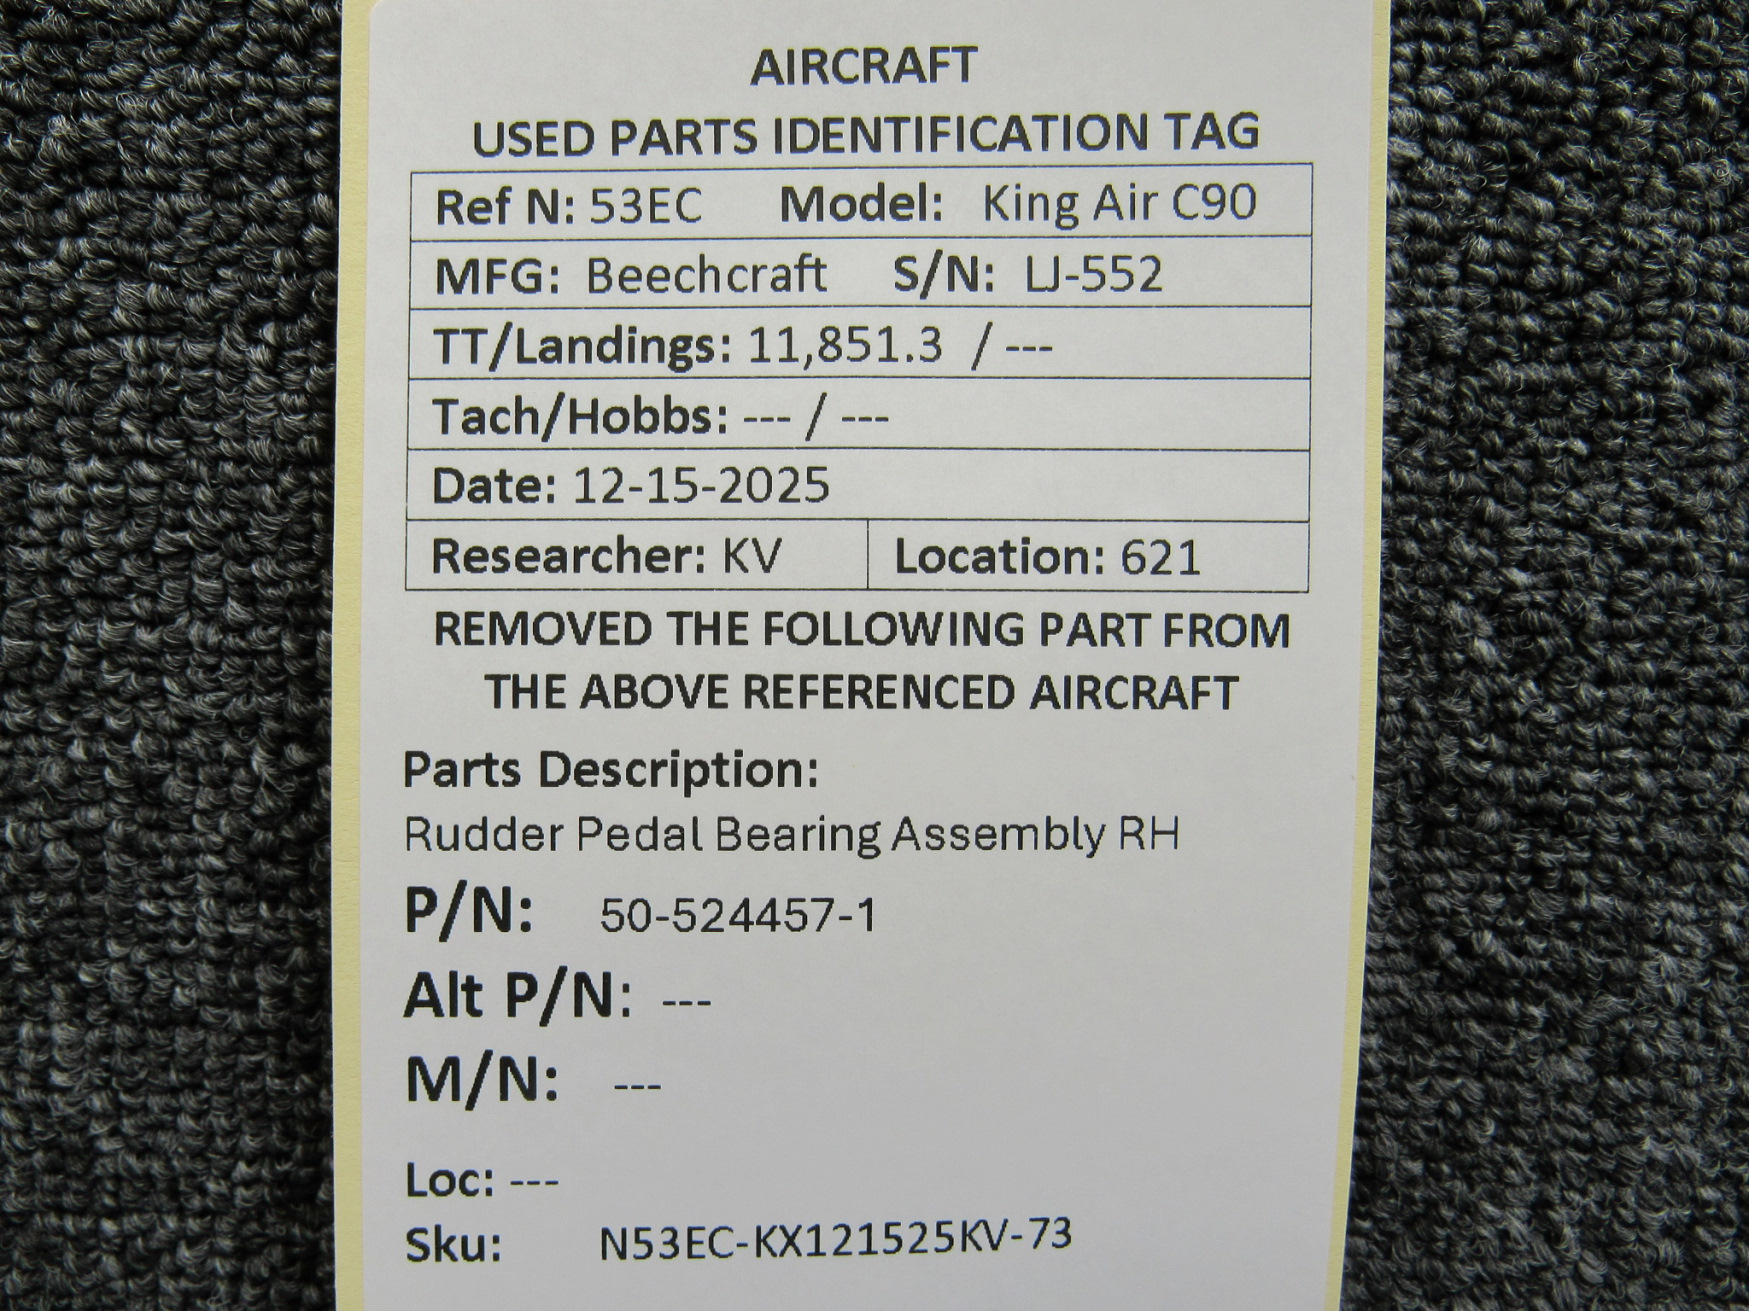 AIRCRAFT
USED PARTS IDENTIFICATION TAG
Ref N: 53EC Model: King Air C90
MFG: Beechcraft S/N: LJ-552
TT/Landings: 11,851.3 / ---
Tach/Hobbs: --- / ---
Date: 12-15-2025
Researcher: KV Location: 621
REMOVED THE FOLLOWING PART FROM
THE ABOVE REFERENCED AIRCRAFT
Parts Description:
Rudder Pedal Bearing Assembly RH
P/N: 50-524457-1
Alt P/N: ---
M/N: ---
Loc: ---
Sku: N53EC-KX121525KV-73